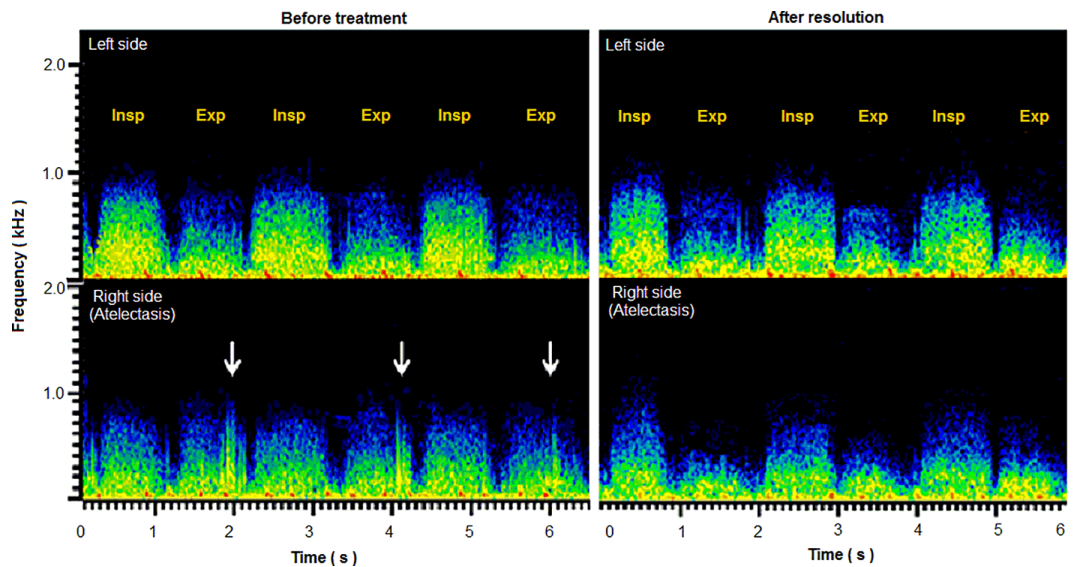 Before treatment
After resolution
Left side
Left side
2.0
Insp Exp Insp Exp Insp Exp
Insp Exp Insp Exp Insp Exp
1.0
Frequency ( kHz )
2.0
Right side
(Atelectasis)
Right side
(Atelectasis)
1.0
0 1 2 3 4 5 6
0 1 2 3 4 5 6
Time ( s )
Time ( s )